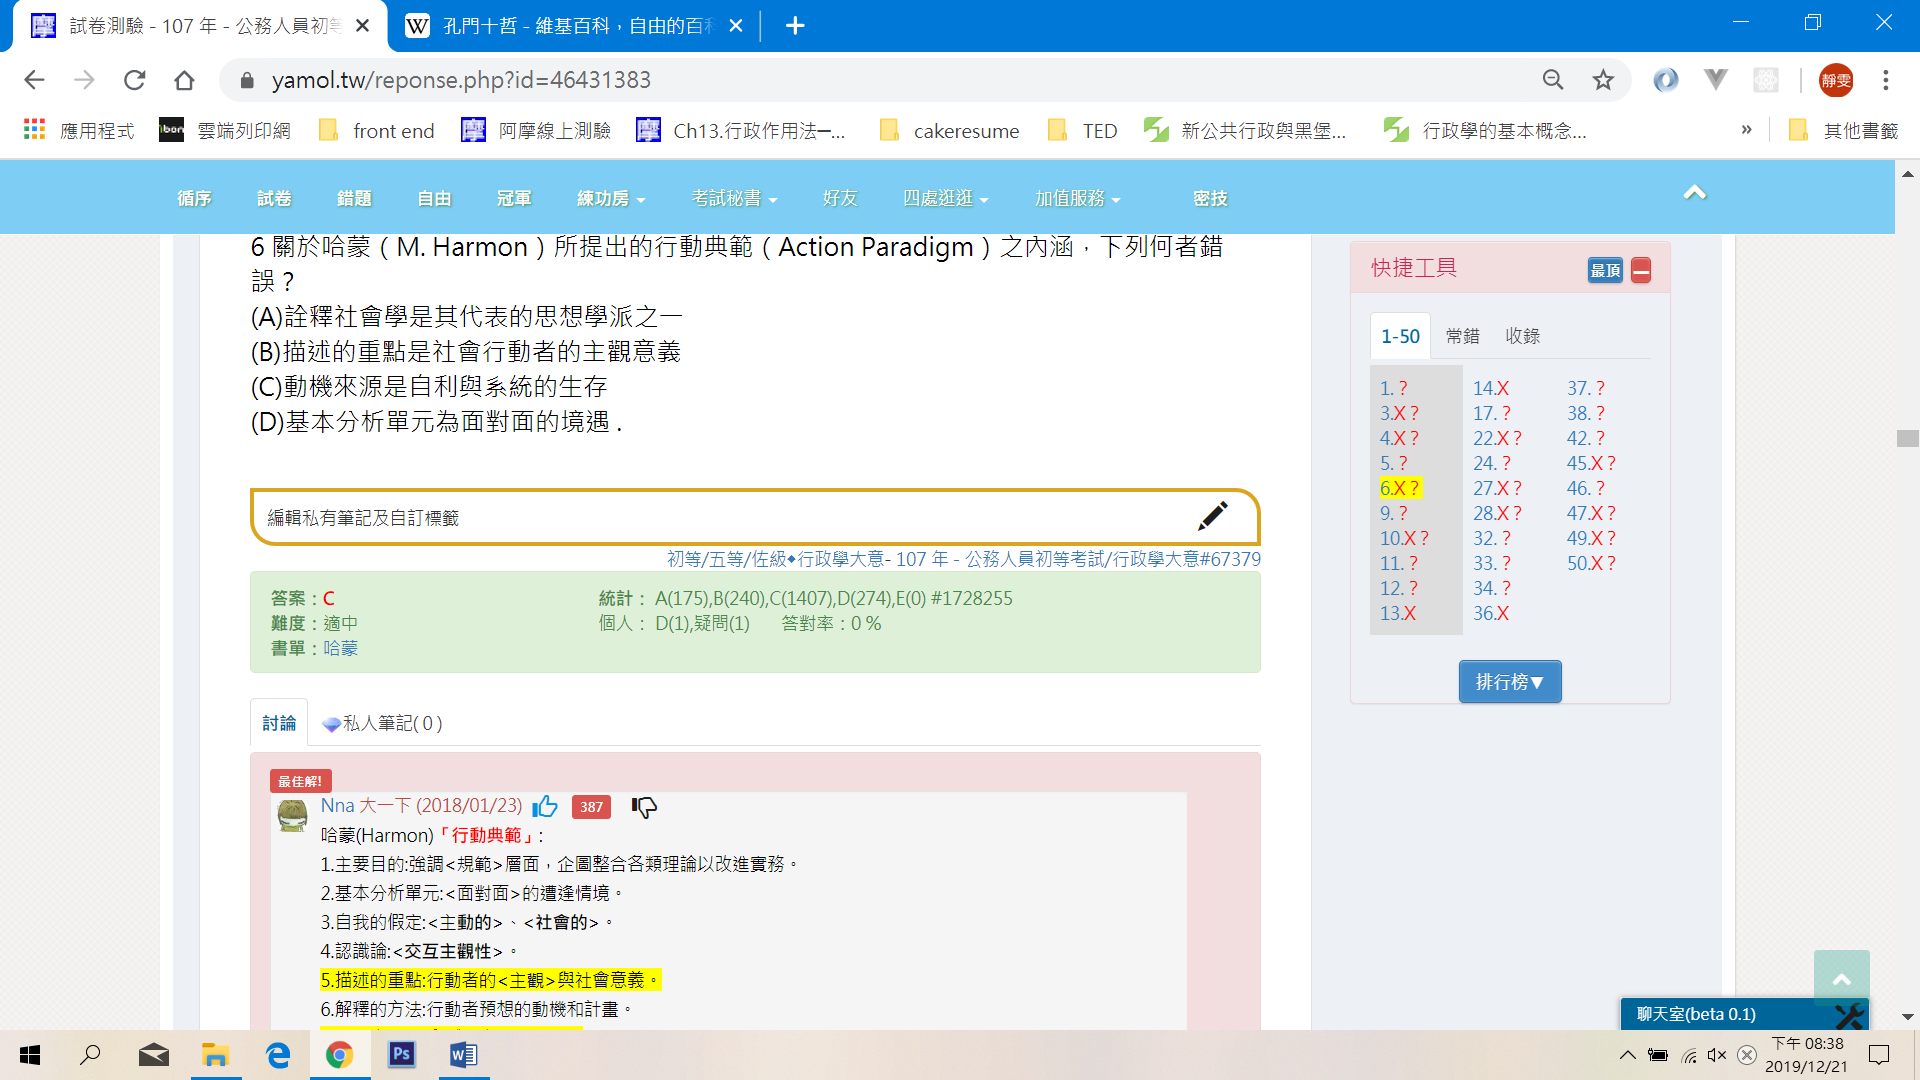 試卷測驗 - 107 年 - 公務人員初等
孔門十哲 - 維基百科，自由的百科
yamol.tw/reponse.php?id=46431383
靜雯
應用程式
ibon
雲端列印網
front end
摩
阿摩線上測驗
摩
Ch13.行政作用法─...
cakeresume
TED
新公共行政與黑堡...
行政學的基本概念...
»
其他書籤
循序 試卷 錯題 自由 冠軍 練功房 考試秘書 好友 四處逛逛 加值服務 密技
6 關於哈蒙（M. Harmon）所提出的行動典範（Action Paradigm）之內涵，下列何者錯
誤？
(A)詮釋社會學是其代表的思想學派之一
(B)描述的重點是社會行動者的主觀意義
(C)動機來源是自利與系統的生存
(D)基本分析單元為面對面的境遇 .
編輯私有筆記及自訂標籤
初等/五等/佐級◆行政學大意- 107 年 - 公務人員初等考試/行政學大意#67379
答案：C
難度：適中
書單：哈蒙
統計： A(175),B(240),C(1407),D(274),E(0) #1728255
個人： D(1),疑問(1) 答對率：0 %
討論
私人筆記( 0 )
最佳解!
Nna 大一下 (2018/01/23) 387
哈蒙(Harmon)「行動典範」:
1.主要目的:強調<規範>層面，企圖整合各類理論以改進實務。
2.基本分析單元:<面對面>的遭逢情境。
3.自我的假定:<主動的>、<社會的>。
4.認識論:<交互主觀性>。
5.描述的重點:行動者的<主觀>與社會意義。
6.解釋的方法:行動者預想的動機和計畫。
快捷工具
最頂
1-50 常錯 收錄
1. ?
3.X ?
4.X ?
5. ?
6.X ?
9. ?
10.X ?
11. ?
12. ?
13.X
14.X
17. ?
22.X ?
24. ?
27.X ?
28.X ?
32. ?
33. ?
34. ?
36.X
37. ?
38. ?
42. ?
45.X ?
46. ?
47.X ?
49.X ?
50.X ?
排行榜▼
聊天室(beta 0.1)
Ps
下午 08:38
2019/12/21